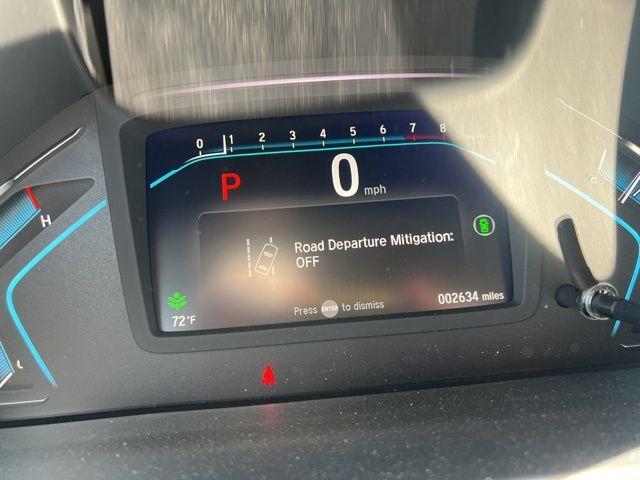 0 1 2 3 4 5 6 7 8
P 0 mph
H
Road Departure Mitigation:
OFF
Press ENTER to dismiss
72°F
002634 miles